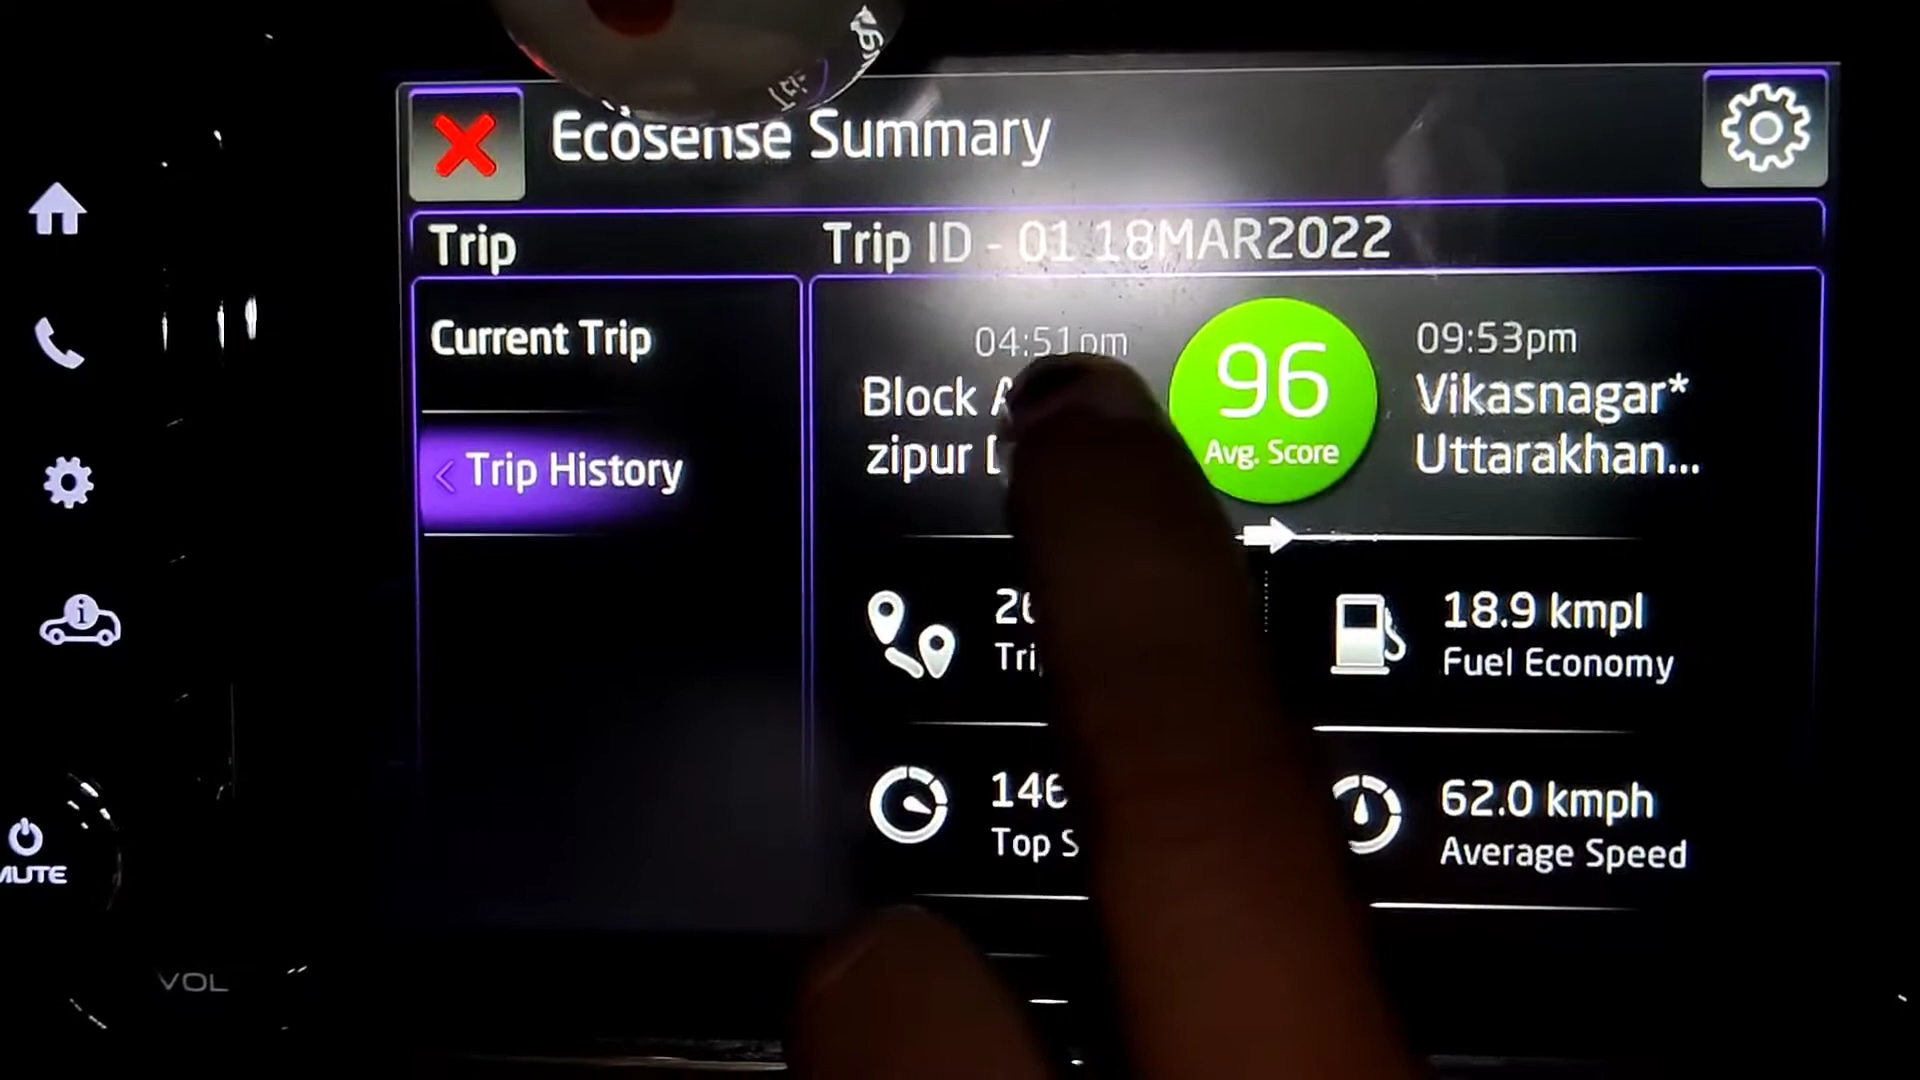 Ecosense Summary
Trip
Trip ID - 01 18MAR2022
Current Trip
Trip History
04:51pm
Block
zipur
96
Avg. Score
09:53pm
Vikasnagar*
Uttarakhan...
18.9 kmpl
Fuel Economy
Top
62.0 kmph
Average Speed
MUTE
VOL